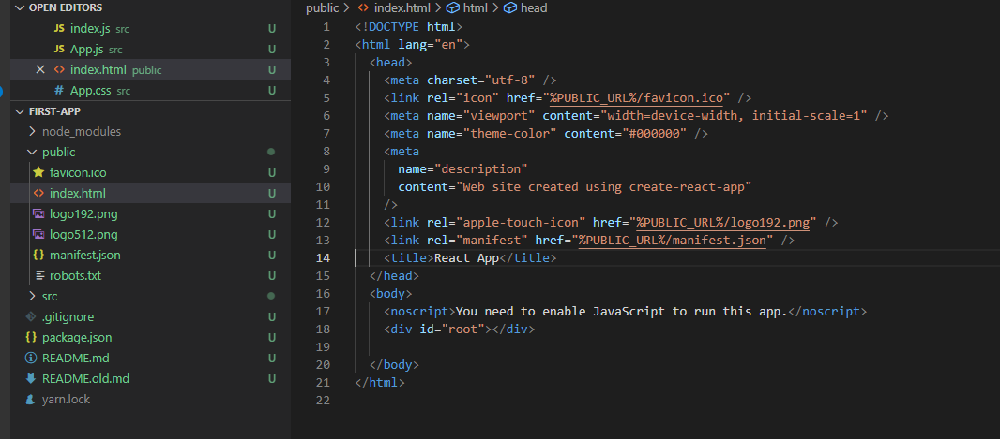 OPEN EDITORS
JS index.js src U
JS App.js src U
<> index.html public U
# App.css src U
FIRST-APP
node_modules
public
favicon.ico U
<> index.html U
logo192.png U
logo512.png U
{} manifest.json U
robots.txt U
src
.gitignore U
{} package.json U
README.md U
README.old.md U
yarn.lock
public > <> index.html > html > head
1 <!DOCTYPE html>
2 <html lang="en">
3 <head>
4 <meta charset="utf-8" />
5 <link rel="icon" href="%PUBLIC_URL%/favicon.ico" />
6 <meta name="viewport" content="width=device-width, initial-scale=1" />
7 <meta name="theme-color" content="#000000" />
8 <meta
9 name="description"
10 content="Web site created using create-react-app"
11 />
12 <link rel="apple-touch-icon" href="%PUBLIC_URL%/logo192.png" />
13 <link rel="manifest" href="%PUBLIC_URL%/manifest.json" />
14 <title>React App</title>
15 </head>
16 <body>
17 <noscript>You need to enable JavaScript to run this app.</noscript>
18 <div id="root"></div>
19
20 </body>
21 </html>
22